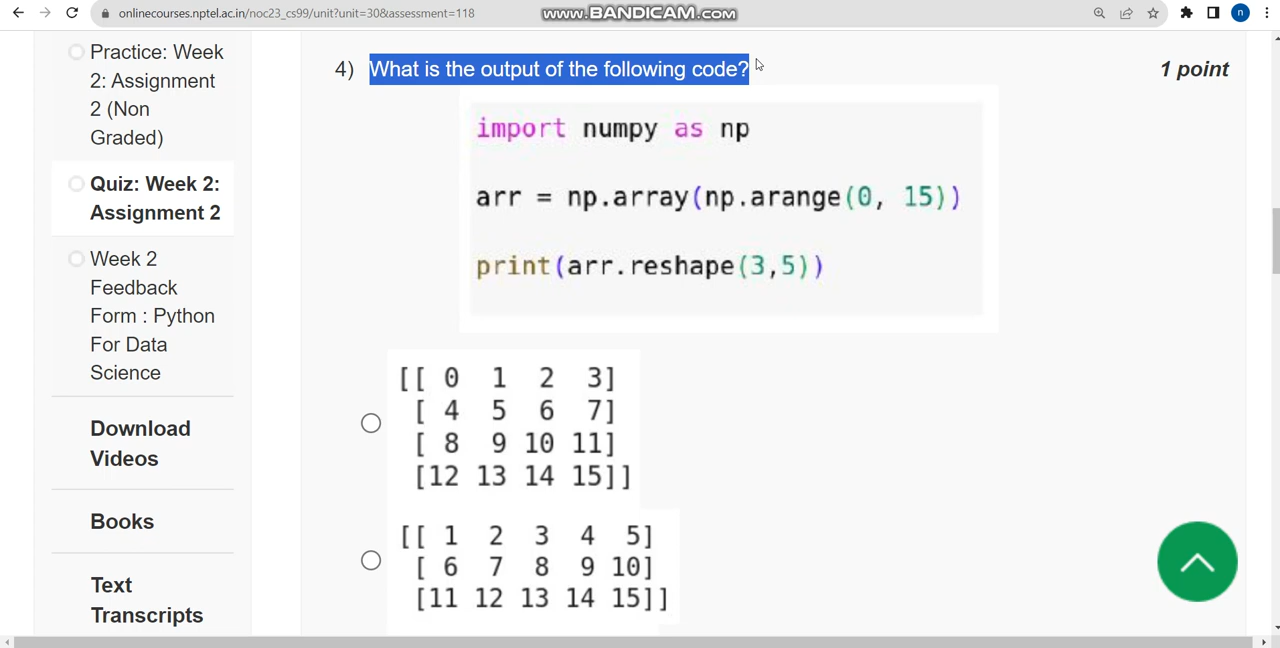 onlinecourses.nptel.ac.in/noc23_cs99/unit?unit=30&assessment=118
www.BANDICAM.com
n
Practice: Week
2: Assignment
2 (Non
Graded)
Quiz: Week 2:
Assignment 2
Week 2
Feedback
Form : Python
For Data
Science
Download
Videos
Books
Text
Transcripts
4) What is the output of the following code?
1 point
import numpy as np
arr = np.array(np.arange(0, 15))
print(arr.reshape(3,5))
[[ 0 1 2 3]
[ 4 5 6 7]
[ 8 9 10 11]
[12 13 14 15]]
[[ 1 2 3 4 5]
[ 6 7 8 9 10]
[11 12 13 14 15]]